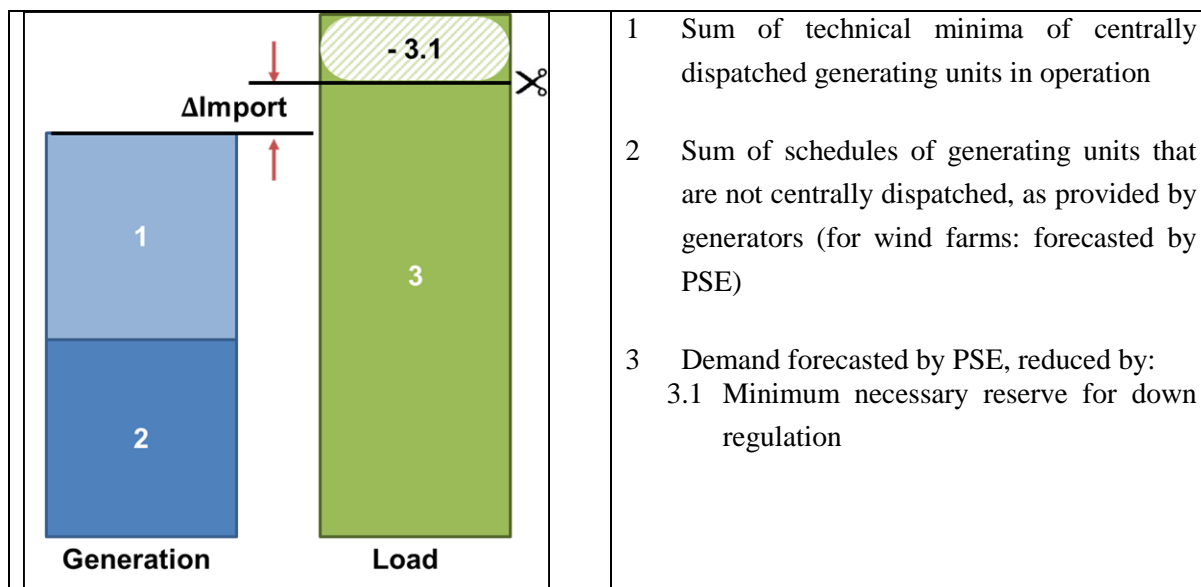 - 3.1
ΔImport
1
3
2
Generation
Load
1 Sum of technical minima of centrally
dispatched generating units in operation
2 Sum of schedules of generating units that
are not centrally dispatched, as provided by
generators (for wind farms: forecasted by
PSE)
3 Demand forecasted by PSE, reduced by:
3.1 Minimum necessary reserve for down
regulation